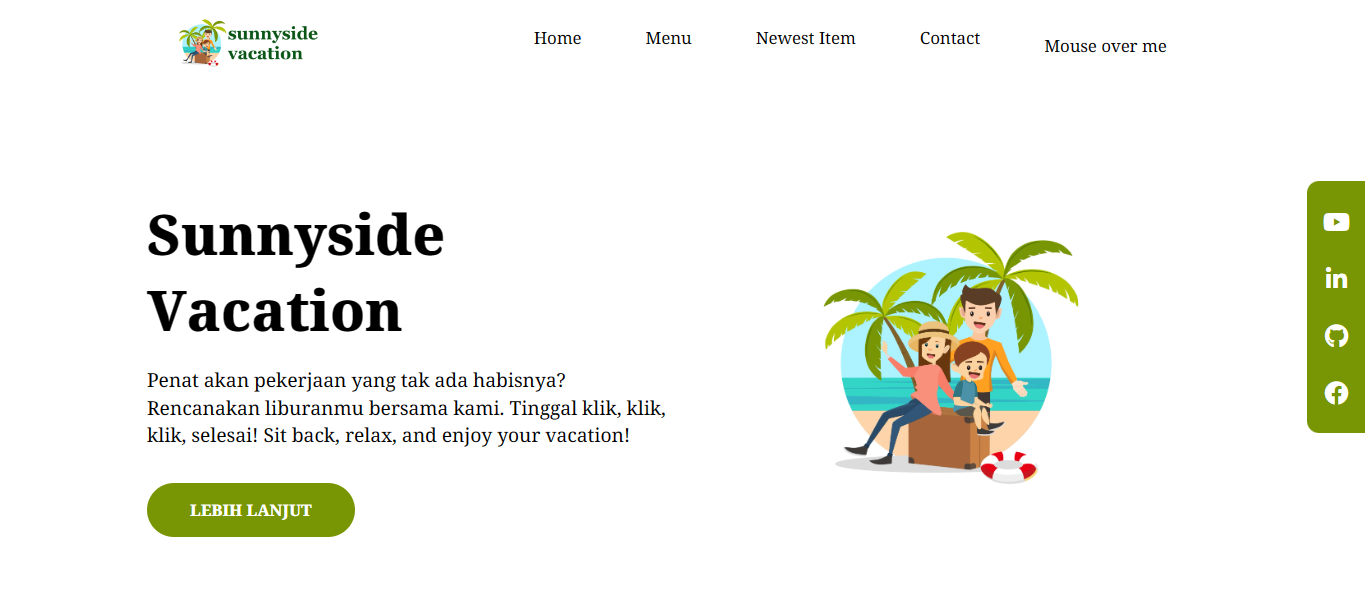 sunnyside
vacation
Home
Menu
Newest Item
Contact
Mouse over me
Sunnyside
Vacation
Penat akan pekerjaan yang tak ada habisnya?
Rencanakan liburanmu bersama kami. Tinggal klik, klik,
klik, selesai! Sit back, relax, and enjoy your vacation!
LEBIH LANJUT
in